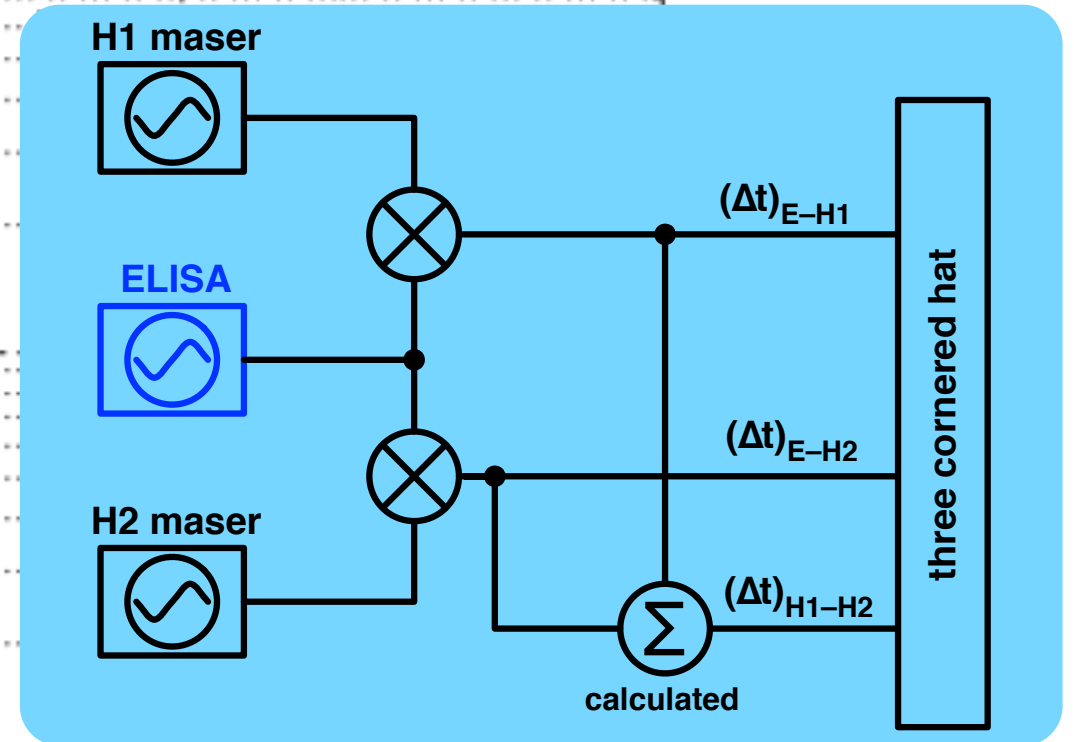 H1 maser
(Δt)E–H1
ELISA
three cornered hat
(Δt)E–H2
H2 maser
(Δt)H1–H2
Σ
calculated